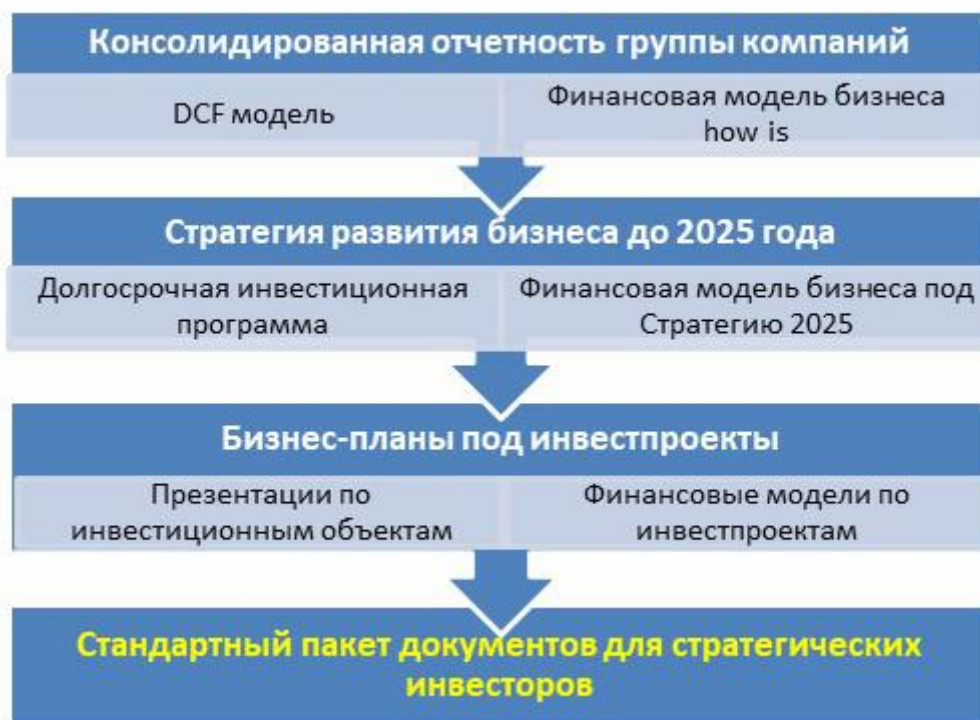 Консолидированная отчетность группы компаний
DCF модель
Финансовая модель бизнеса
how is
Стратегия развития бизнеса до 2025 года
Долгосрочная инвестиционная
программа
Финансовая модель бизнеса под
Стратегию 2025
Бизнес-планы под инвестпроекты
Презентации по
инвестиционным объектам
Финансовые модели по
инвестпроектам
Стандартный пакет документов для стратегических
инвесторов